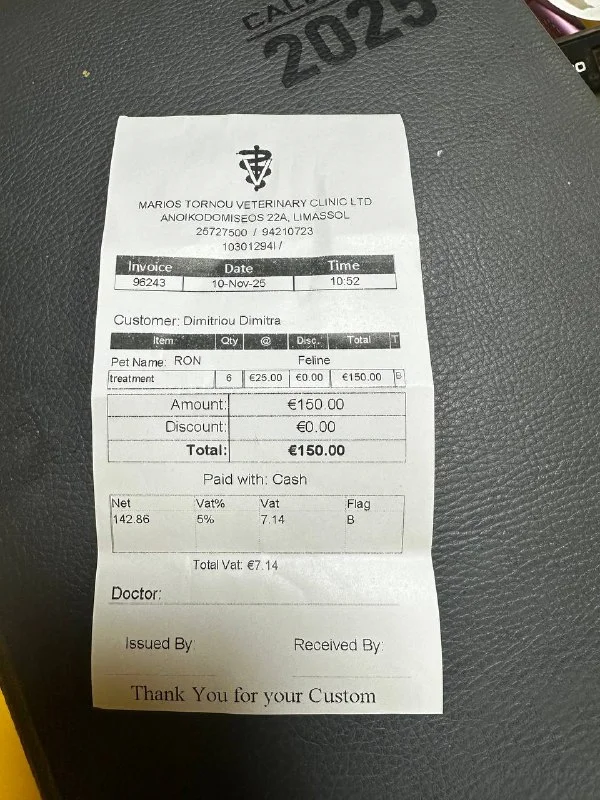 2025
MARIOS TORNOU VETERINARY CLINIC LTD
ANOIKODOMISEOS 22A, LIMASSOL
25727500 / 94210723
10301294I /
Invoice Date Time
96243 10-Nov-25 10:52
Customer: Dimitriou Dimitra
Item Qty @ Disc. Total T
Pet Name: RON Feline
treatment 6 €25.00 €0.00 €150.00 B
Amount: €150.00
Discount: €0.00
Total: €150.00
Paid with: Cash
Net Vat% Vat Flag
142.86 5% 7.14 B
Total Vat: €7.14
Doctor:
Issued By: Received By:
Thank You for your Custom